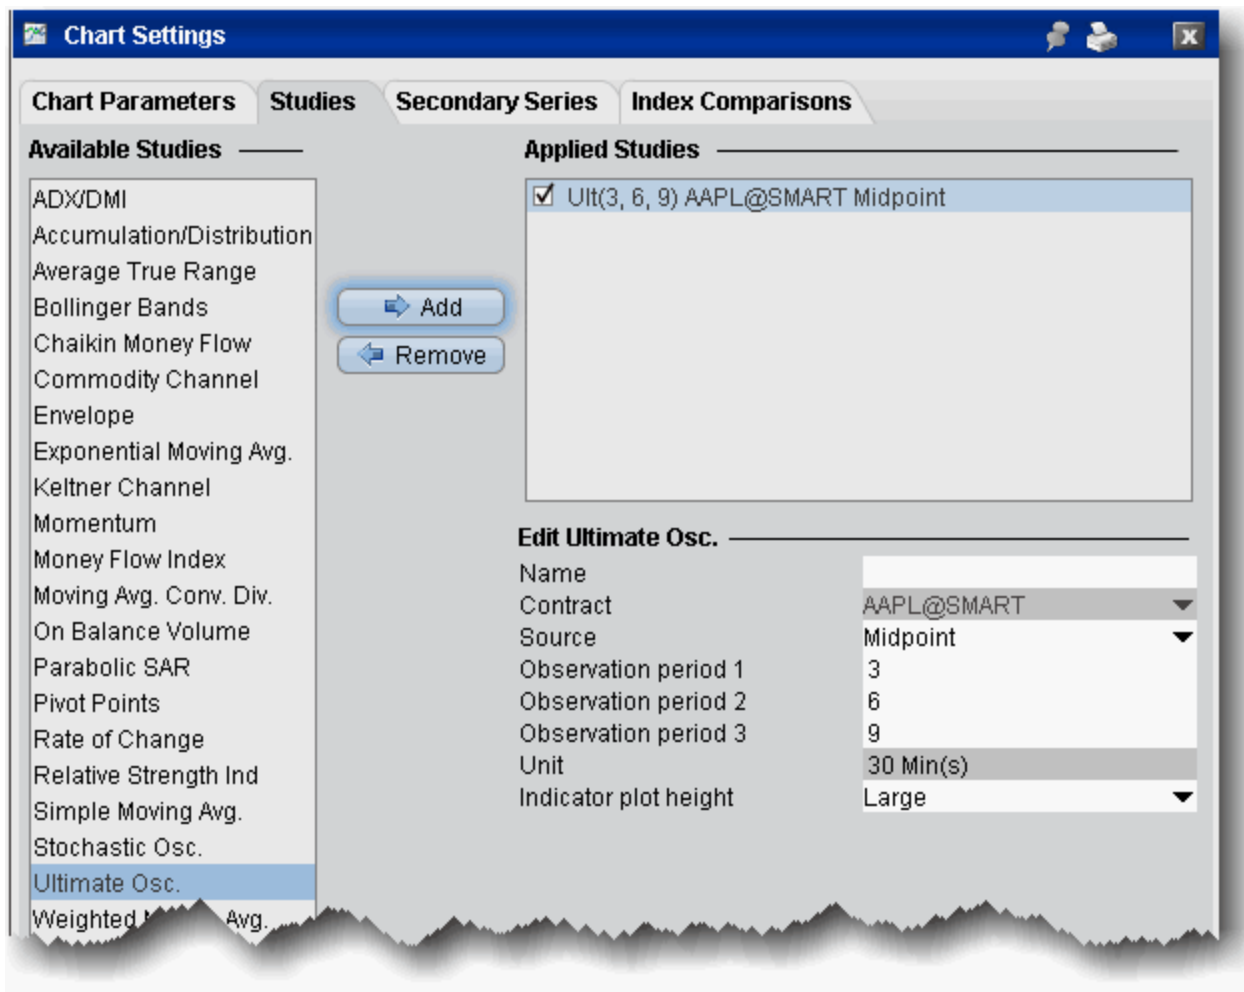 Chart Settings
Chart Parameters
Studies
Secondary Series
Index Comparisons
Available Studies
ADX/DMI
Accumulation/Distribution
Average True Range
Bollinger Bands
Chaikin Money Flow
Commodity Channel
Envelope
Exponential Moving Avg.
Keltner Channel
Momentum
Money Flow Index
Moving Avg. Conv. Div.
On Balance Volume
Parabolic SAR
Pivot Points
Rate of Change
Relative Strength Ind
Simple Moving Avg.
Stochastic Osc.
Ultimate Osc.
Weighted Avg.
Add
Remove
Applied Studies
Ult(3, 6, 9) AAPL@SMART Midpoint
Edit Ultimate Osc.
Name
Contract AAPL@SMART
Source Midpoint
Observation period 1 3
Observation period 2 6
Observation period 3 9
Unit 30 Min(s)
Indicator plot height Large